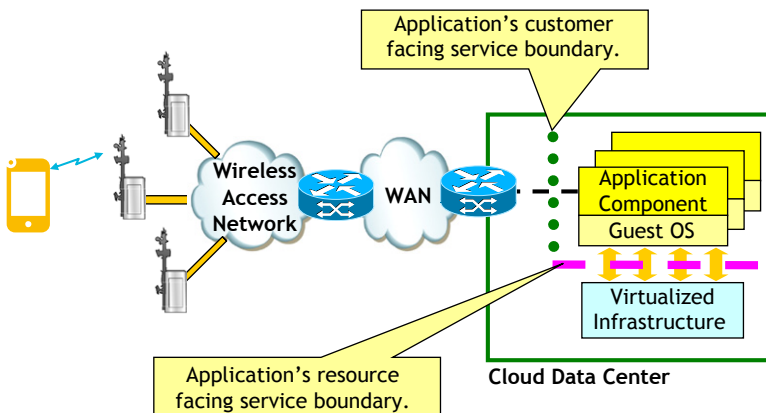 Application’s customer
facing service boundary.
Wireless
Access
Network
WAN
Application
Component
Guest OS
Virtualized
Infrastructure
Application’s resource
facing service boundary.
Cloud Data Center